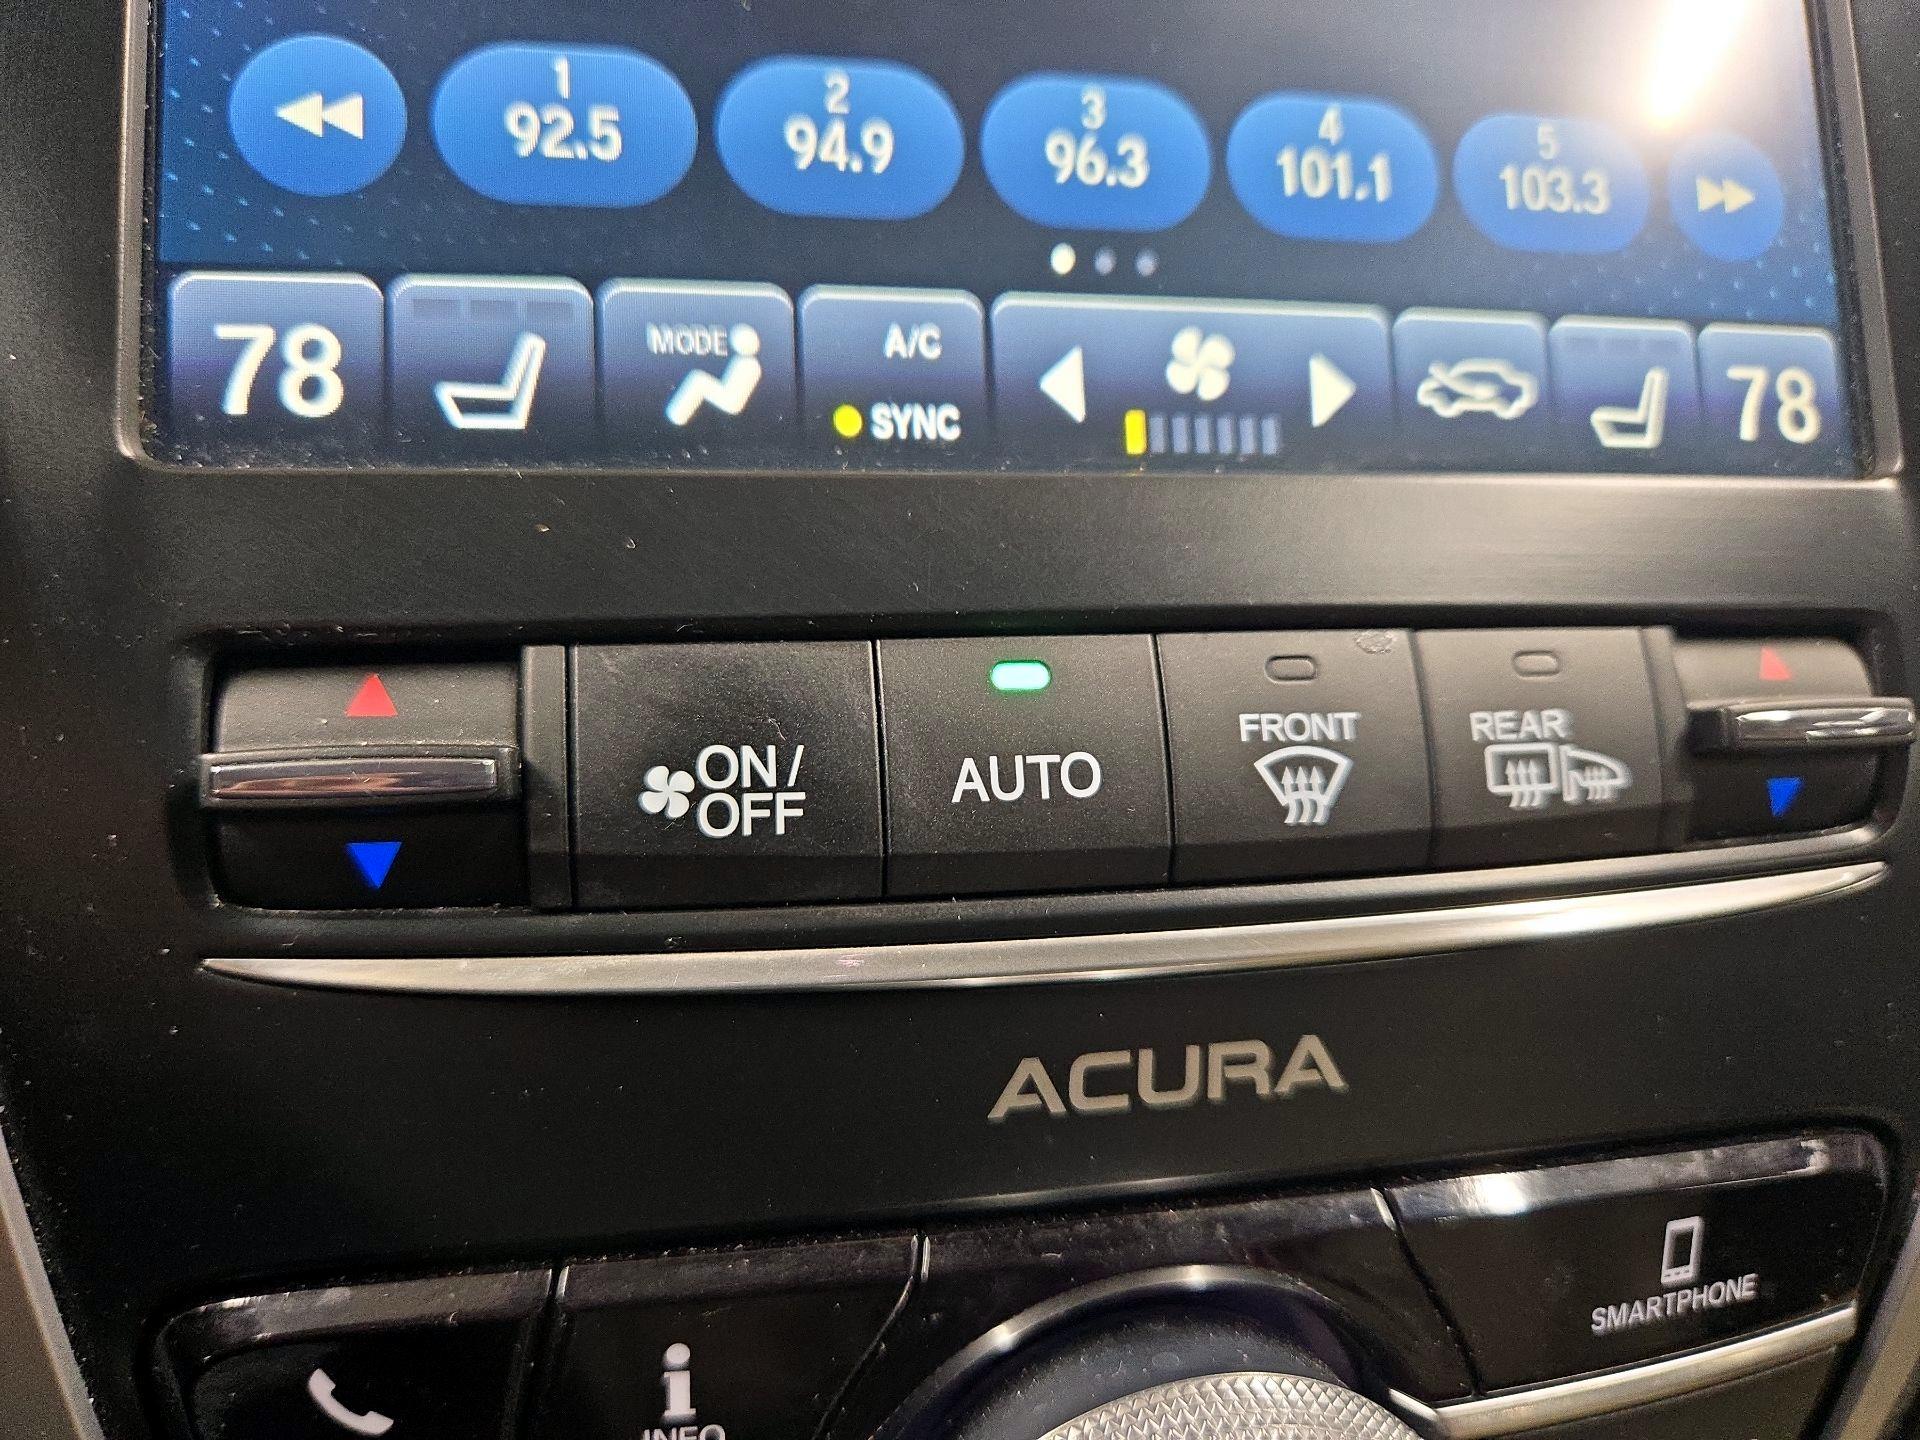 1 2 3 4 5
92.5 94.9 96.3 101.1 103.3
78 MODE A/C 78
SYNC
ON/
OFF
AUTO
FRONT
REAR
ACURA
SMARTPHONE
INFO